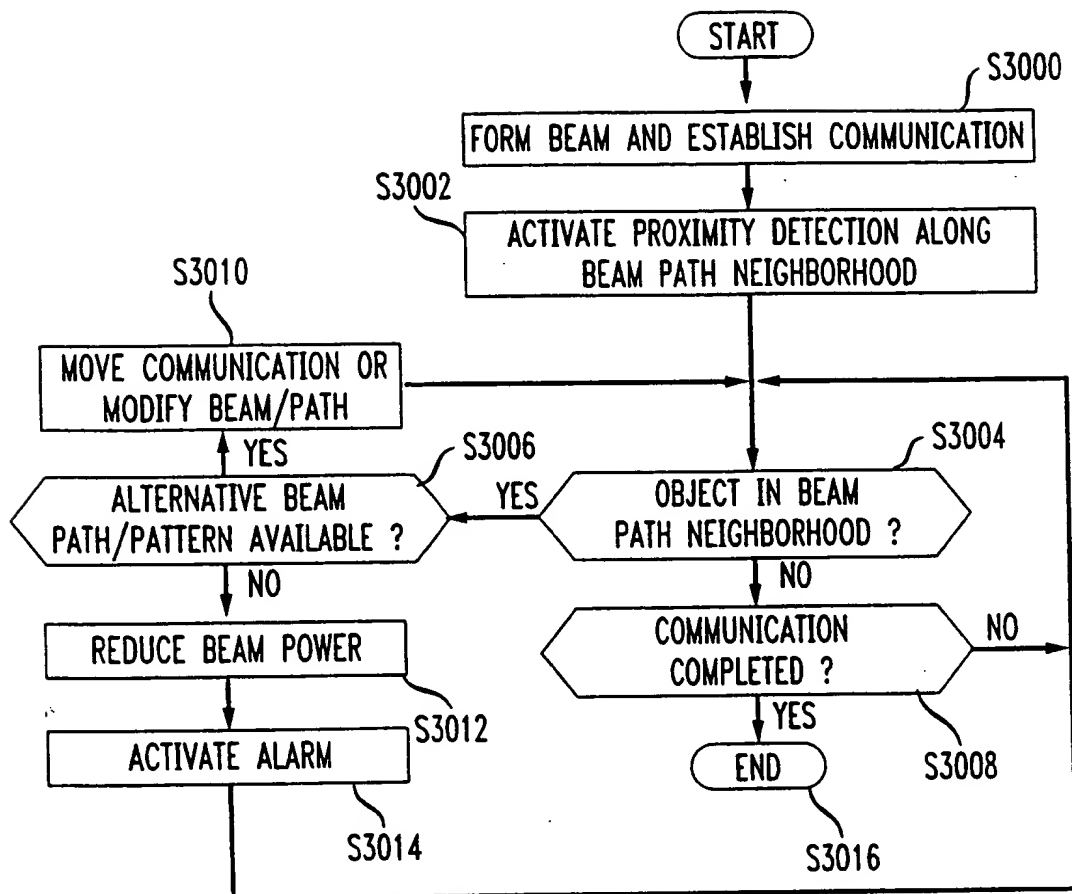 START
S3000
FORM BEAM AND ESTABLISH COMMUNICATION
S3002
ACTIVATE PROXIMITY DETECTION ALONG
BEAM PATH NEIGHBORHOOD
S3010
MOVE COMMUNICATION OR
MODIFY BEAM/PATH
YES
S3006
S3004
ALTERNATIVE BEAM
PATH/PATTERN AVAILABLE ?
YES
OBJECT IN BEAM
PATH NEIGHBORHOOD ?
NO
NO
REDUCE BEAM POWER
S3012
COMMUNICATION
COMPLETED ?
NO
YES
S3008
ACTIVATE ALARM
S3014
END
S3016